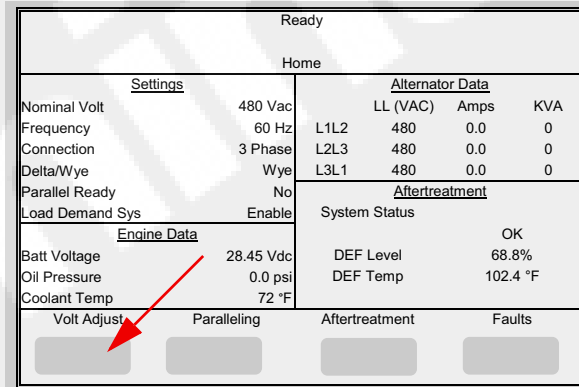 Ready
Home
Settings
Nominal Volt 480 Vac
Frequency 60 Hz
Connection 3 Phase
Delta/Wye Wye
Parallel Ready No
Load Demand Sys Enable
Engine Data
Batt Voltage 28.45 Vdc
Oil Pressure 0.0 psi
Coolant Temp 72 °F
Alternator Data
LL (VAC) Amps KVA
L1L2 480 0.0 0
L2L3 480 0.0 0
L3L1 480 0.0 0
Aftertreatment
System Status
OK
DEF Level 68.8%
DEF Temp 102.4 °F
Volt Adjust Paralleling Aftertreatment Faults